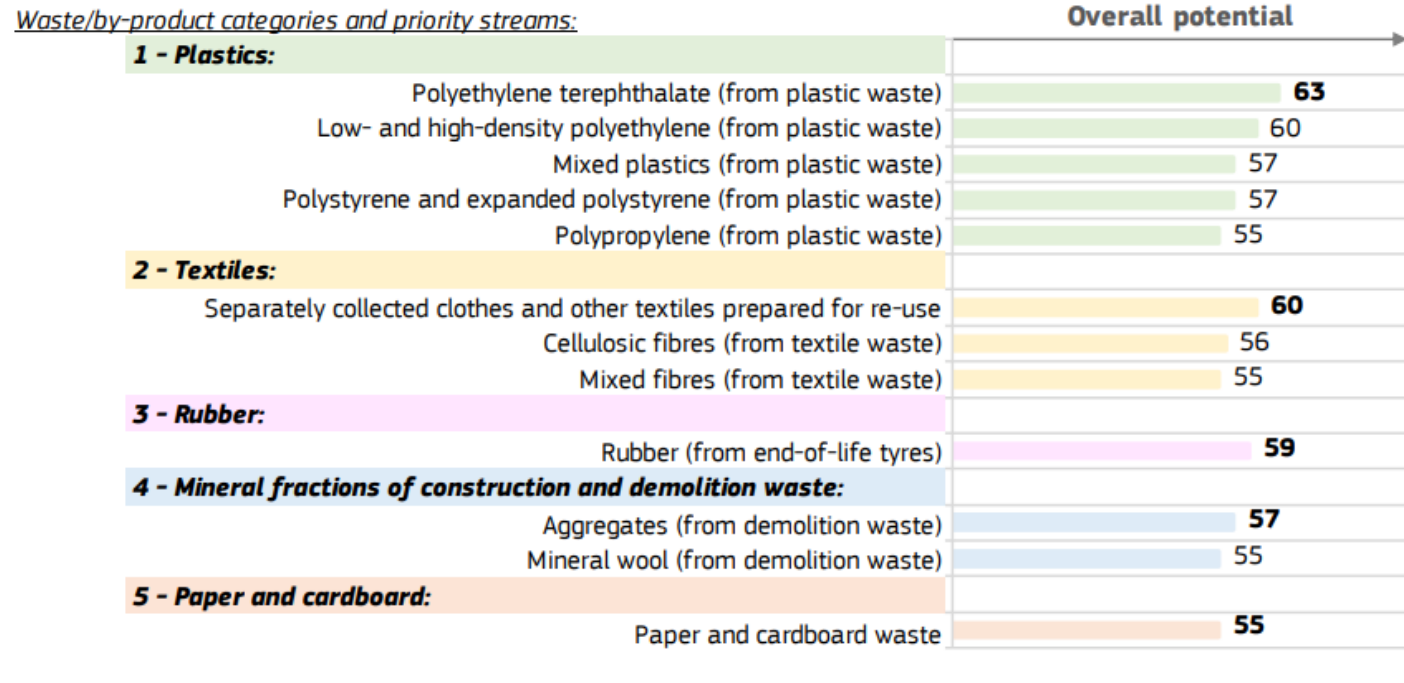 Waste/by-product categories and priority streams:
Overall potential
1 - Plastics:
Polyethylene terephthalate (from plastic waste) 63
Low- and high-density polyethylene (from plastic waste) 60
Mixed plastics (from plastic waste) 57
Polystyrene and expanded polystyrene (from plastic waste) 57
Polypropylene (from plastic waste) 55
2 - Textiles:
Separately collected clothes and other textiles prepared for re-use 60
Cellulosic fibres (from textile waste) 56
Mixed fibres (from textile waste) 55
3 - Rubber:
Rubber (from end-of-life tyres) 59
4 - Mineral fractions of construction and demolition waste:
Aggregates (from demolition waste) 57
Mineral wool (from demolition waste) 55
5 - Paper and cardboard:
Paper and cardboard waste 55